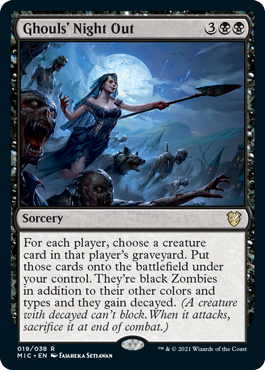 Ghouls' Night Out 3
Sorcery
For each player, choose a creature
card in that player's graveyard. Put
those cards onto the battlefield under
your control. They're black Zombies
in addition to their other colors and
types and they gain decayed. (A creature
with decayed can't block. When it attacks,
sacrifice it at end of combat.)
019/038 R
MIC • EN Fajareka Setiawan
™ & © 2021 Wizards of the Coast